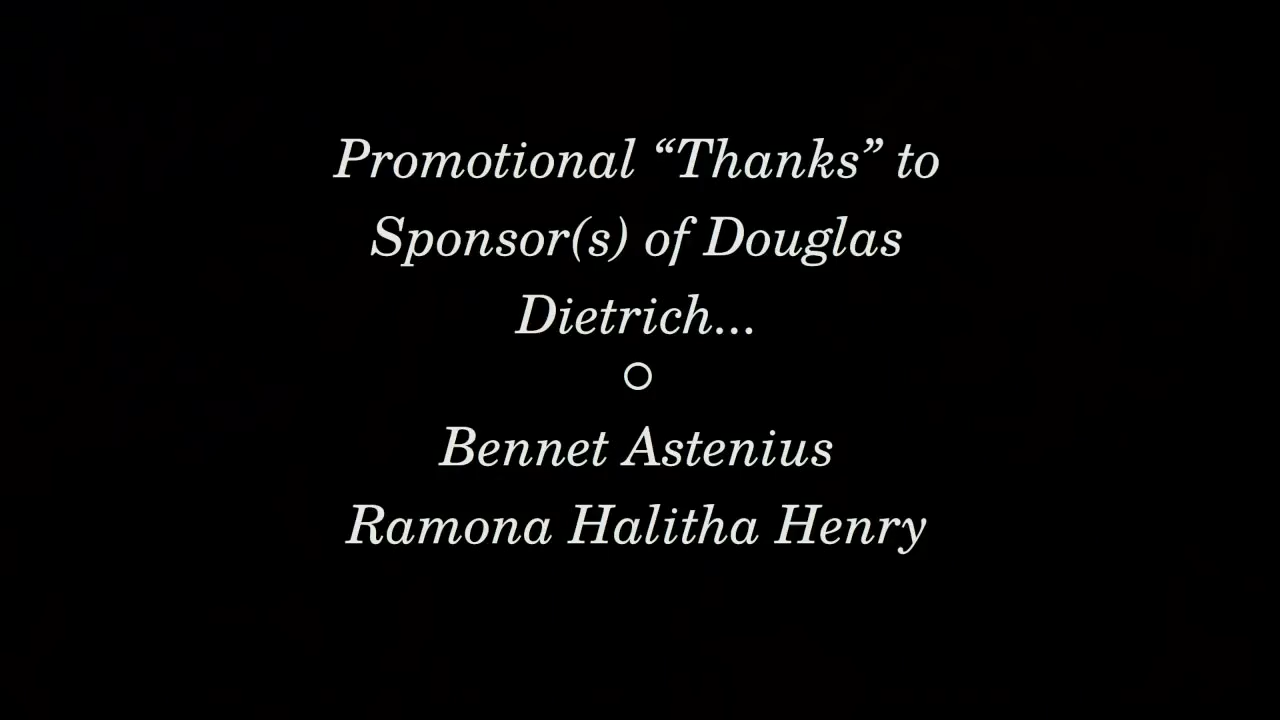 Promotional “Thanks” to
Sponsor(s) of Douglas
Dietrich...
Bennet Astenius
Ramona Halitha Henry